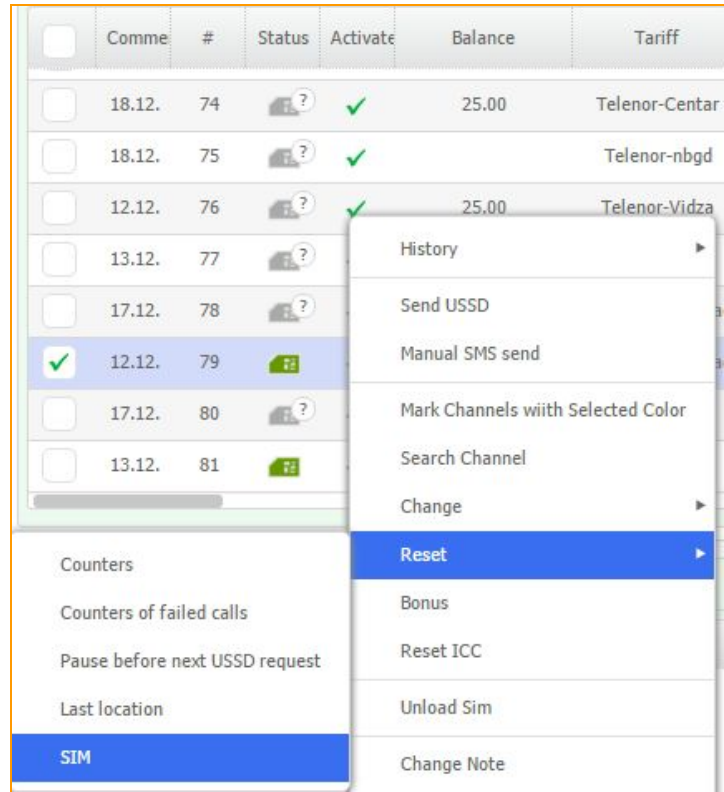 Comme # Status Activate Balance Tariff
18.12. 74 ? 25.00 Telenor-Centar
18.12. 75 ? Telenor-nbgd
12.12. 76 ? 25.00 Telenor-Vidza
13.12. 77 ?
17.12. 78 ?
12.12. 79
17.12. 80 ?
13.12. 81
History
Send USSD
Manual SMS send
Mark Channels wiith Selected Color
Search Channel
Change
Reset
Bonus
Reset ICC
Unload Sim
Change Note
Counters
Counters of failed calls
Pause before next USSD request
Last location
SIM